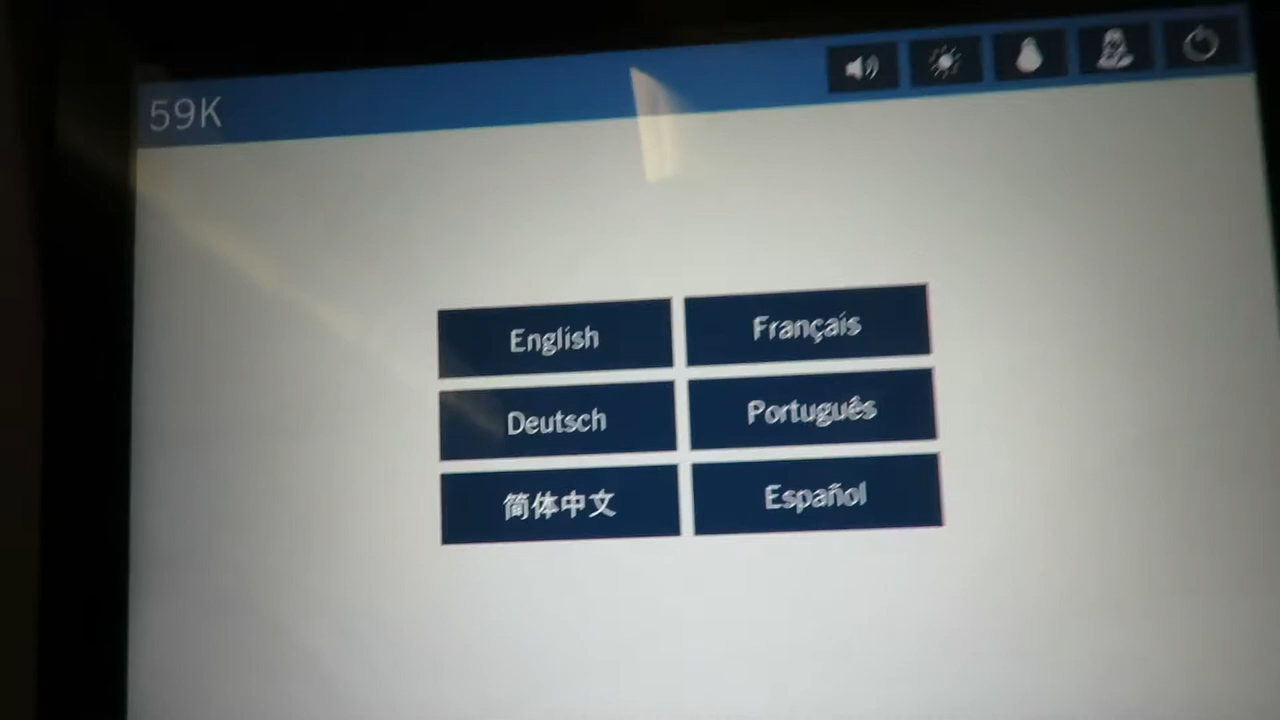 59K
English
Français
Deutsch
Português
简体中文
Español